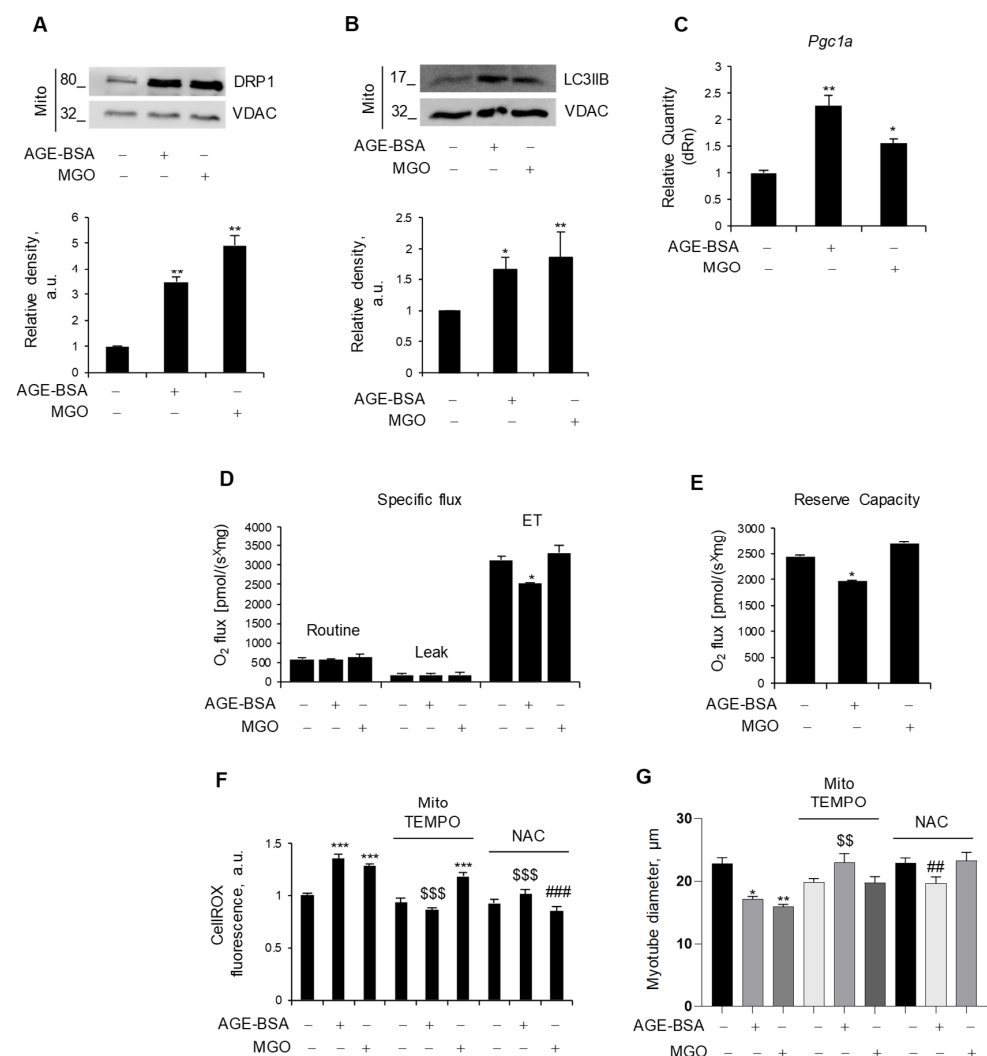 A
Mito
80_
DRP1
32_
VDAC
AGE-BSA – + –
MGO – – +
Relative density,
a.u.
6
5
4
3
2
1
0
**
**
AGE-BSA – + –
MGO – – +
B
Mito
17_
LC3IIB
32_
VDAC
AGE-BSA – + –
MGO – – +
Relative density,
a.u.
2.5
2
1.5
1
0.5
0
*
**
AGE-BSA – + –
MGO – – +
C
Pgc1a
Relative Quantity
(dRn)
3
2.5
2
1.5
1
0.5
0
**
*
AGE-BSA – + –
MGO – – +
D
Specific flux
O2 flux [pmol/(sxmg)
4000
3500
3000
2500
2000
1500
1000
500
0
Routine
Leak
ET
*
AGE-BSA – + – – + – – + –
MGO – – + – – + – – +
E
Reserve Capacity
O2 flux [pmol/(sxmg)
3000
2500
2000
1500
1000
500
0
*
AGE-BSA – + –
MGO – – +
F
Mito
TEMPO
NAC
CellROX
fluorescence, a.u.
1.5
1
0.5
0
*** *** $$$ *** $$$ ###
AGE-BSA – + – – + – – + –
MGO – – + – – + – – +
G
Mito
TEMPO
NAC
Myotube diameter, μm
30
20
10
0
* ** $$ ##
AGE-BSA – + – – + – – + –
MGO – – + – – + – – +